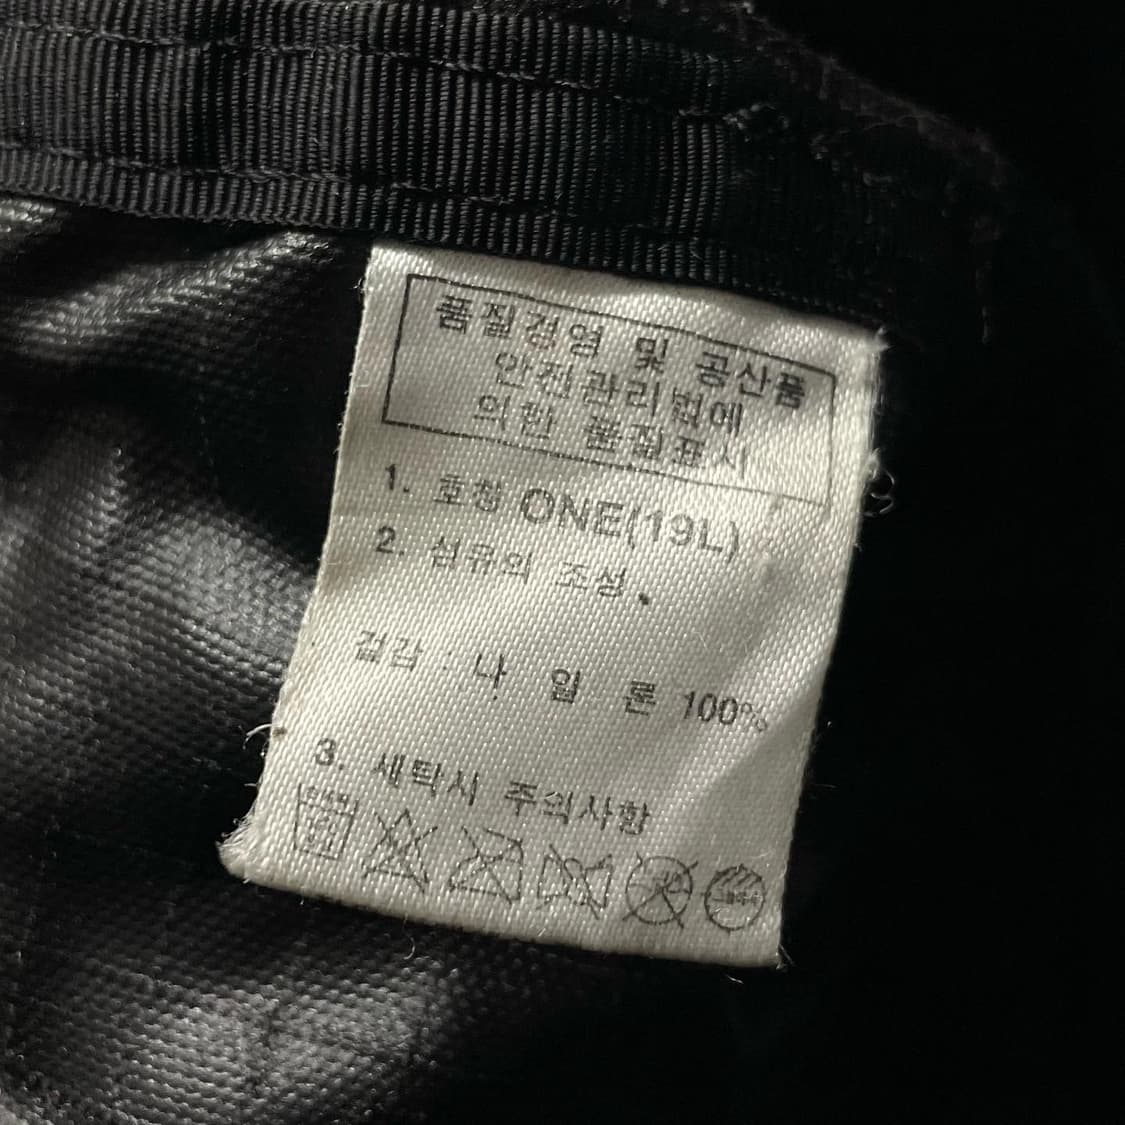 품질경영 및 공산품
안전관리법에
의한 품질표시
1. 호칭 ONE(19L)
2. 섬유의 조성.
겉감 : 나 일 론 100%
3. 세탁시 주의사항